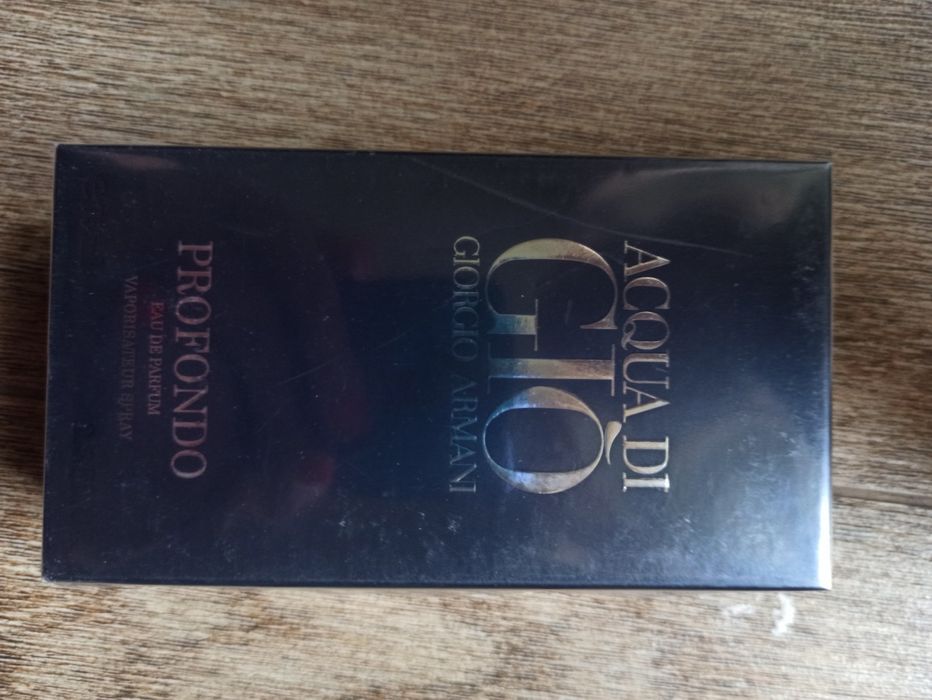 ACQUA DI
GIÒ
GIORGIO ARMANI
PROFONDO
EAU DE PARFUM
VAPORISATEUR SPRAY